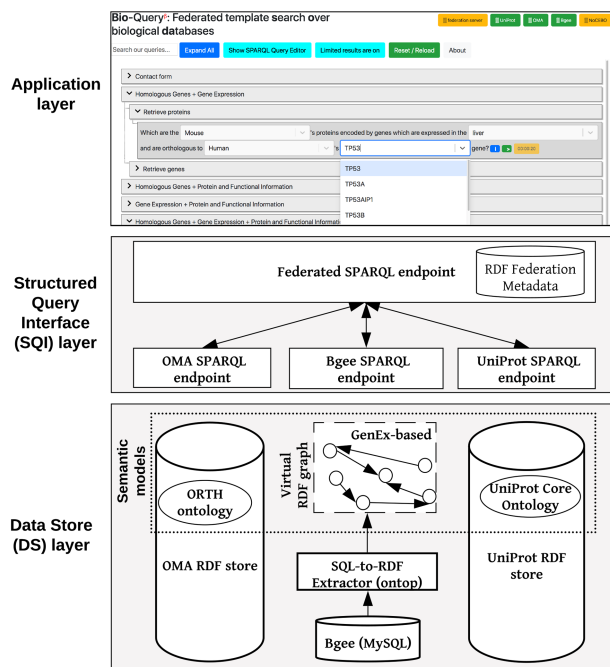 Bio-Query: Federated template search over
biological databases
federation server
UniProt
OMA
Bgee
NoCEBO
Search our queries...
Expand All
Show SPARQL Query Editor
Limited results are on
Reset / Reload
About
Application
layer
Contact form
Homologous Genes + Gene Expression
Retrieve proteins
Which are the Mouse 's proteins encoded by genes which are expressed in the liver
and are orthologous to Human 's TP53 gene? 00:00:00
TP53
Retrieve genes
TP53A
Homologous Genes + Protein and Functional Information
TP53AIP1
Gene Expression + Protein and Functional Information
TP53B
Homologous Genes + Gene Expression + Protein and Functional
Structured
Query
Interface
(SQI) layer
Federated SPARQL endpoint
RDF Federation
Metadata
OMA SPARQL
endpoint
Bgee SPARQL
endpoint
UniProt SPARQL
endpoint
Data Store
(DS) layer
Semantic
models
ORTH
ontology
OMA RDF store
Virtual
RDF graph
GenEx-based
SQL-to-RDF
Extractor (ontop)
Bgee (MySQL)
UniProt Core
Ontology
UniProt RDF
store